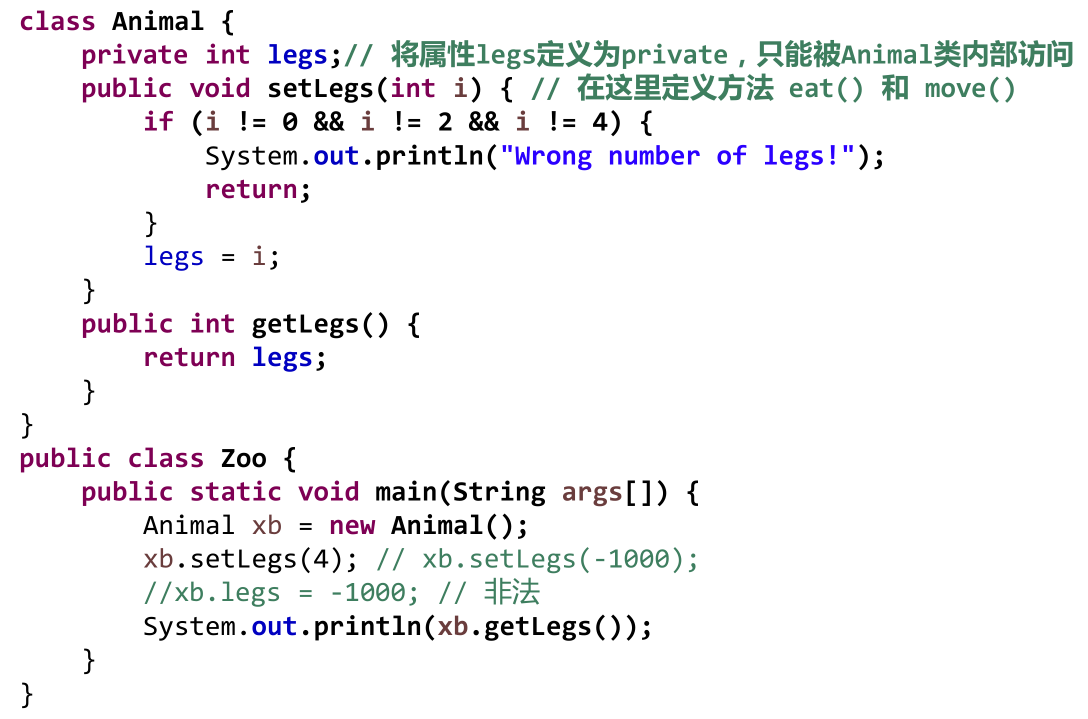 class Animal {
    private int legs;// 将属性legs定义为private，只能被Animal类内部访问
    public void setLegs(int i) { // 在这里定义方法 eat() 和 move()
        if (i != 0 && i != 2 && i != 4) {
            System.out.println("Wrong number of legs!");
            return;
        }
        legs = i;
    }
    public int getLegs() {
        return legs;
    }
}
public class Zoo {
    public static void main(String args[]) {
        Animal xb = new Animal();
        xb.setLegs(4); // xb.setLegs(-1000);
        //xb.legs = -1000; // 非法
        System.out.println(xb.getLegs());
    }
}